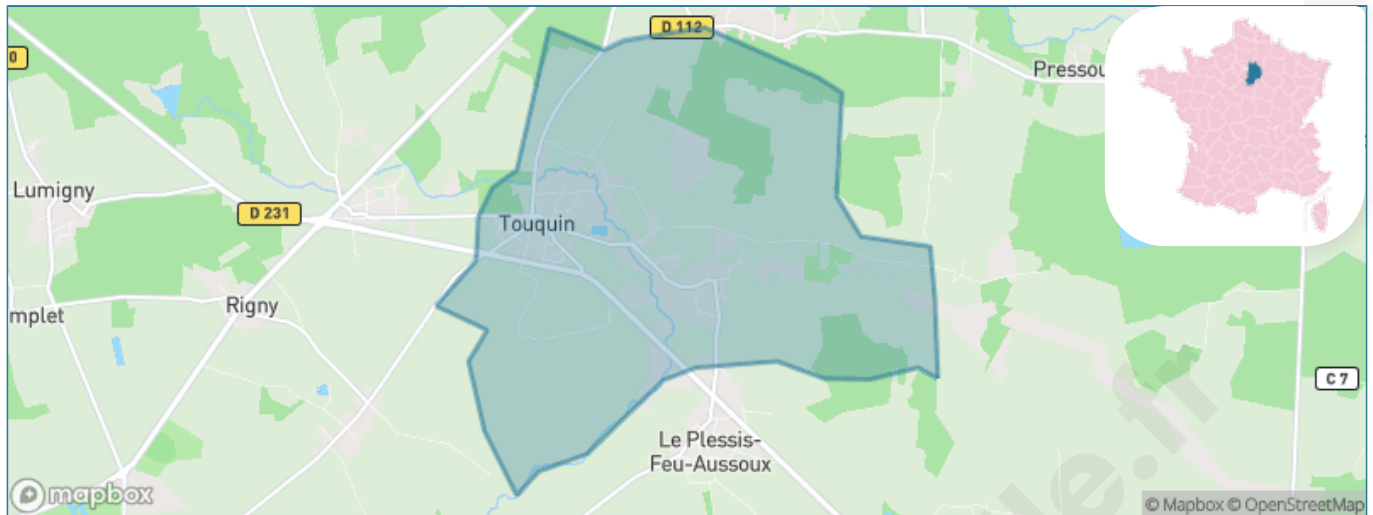 D 112
0
Pressou
Lumigny
D 231
Touquin
Rigny
mplet
C 7
Le Plessis-
Feu-Aussoux
mapbox
© Mapbox © OpenStreetMap